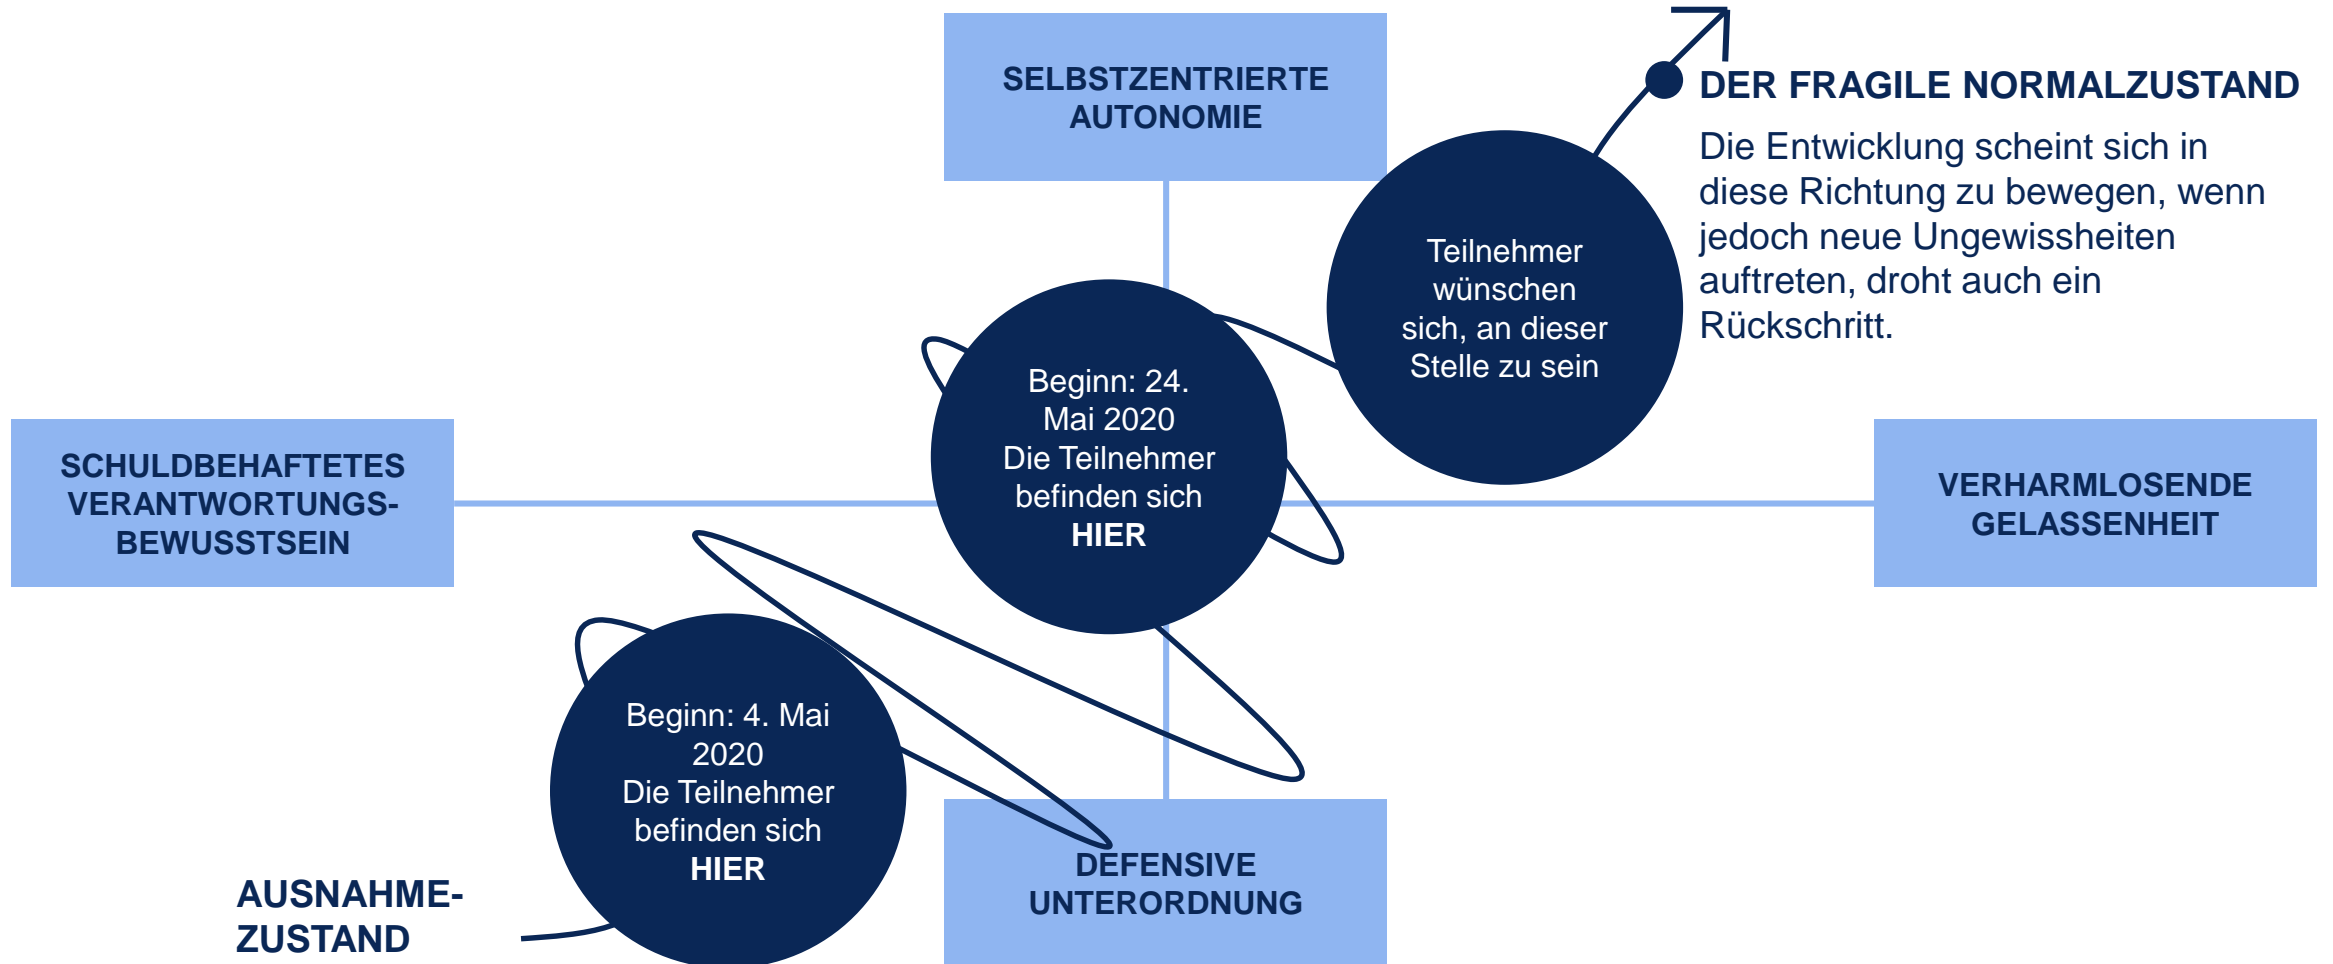 SELBSTZENTRIERTE
AUTONOMIE
DER FRAGILE NORMALZUSTAND
Die Entwicklung scheint sich in
diese Richtung zu bewegen, wenn
jedoch neue Ungewissheiten
auftreten, droht auch ein
Rückschritt.
Teilnehmer
wünschen
sich, an dieser
Stelle zu sein
Beginn: 24.
Mai 2020
Die Teilnehmer
befinden sich
HIER
SCHULDBEHAFTETES
VERANTWORTUNGS-
BEWUSSTSEIN
VERHARMLOSENDE
GELASSENHEIT
Beginn: 4. Mai
2020
Die Teilnehmer
befinden sich
HIER
DEFENSIVE
UNTERORDNUNG
AUSNAHME-
ZUSTAND